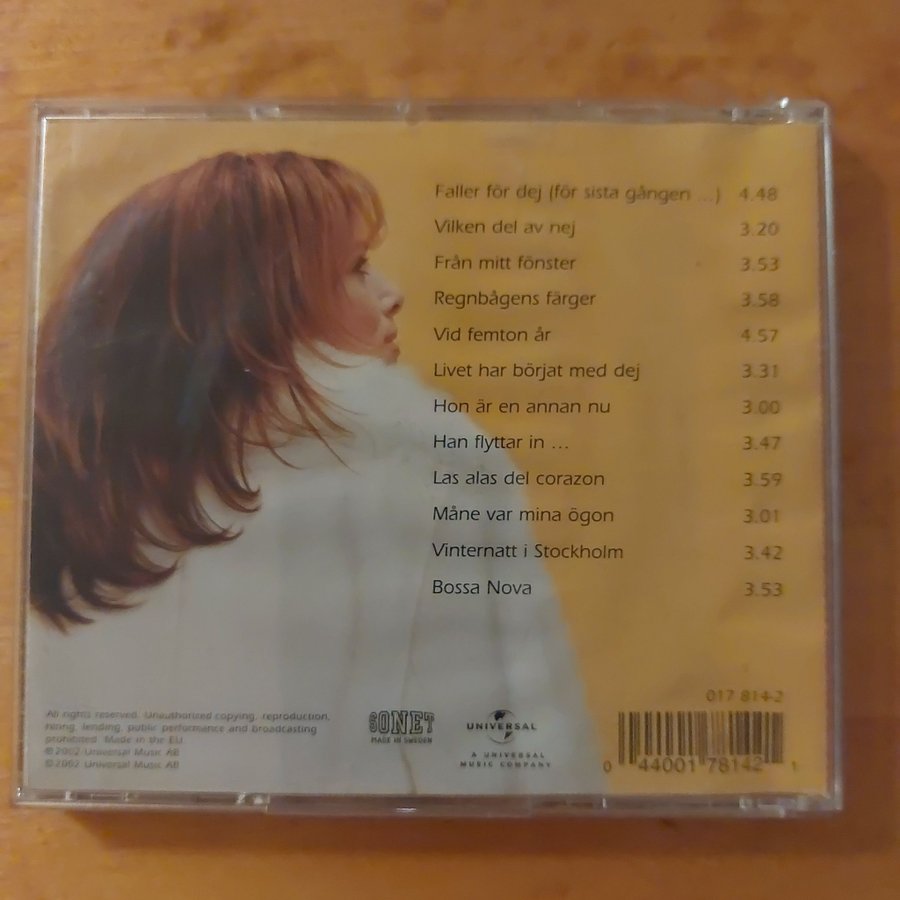 Faller för dej (för sista gången ...) 4.48
Vilken del av nej 3.20
Från mitt fönster 3.53
Regnbågens färger 3.58
Vid femton år 4.57
Livet har börjat med dej 3.31
Hon är en annan nu 3.00
Han flyttar in ... 3.47
Las alas del corazon 3.59
Måne var mina ögon 3.01
Vinternatt i Stockholm 3.42
Bossa Nova 3.53
017 814-2
All rights reserved. Unauthorized copying, reproduction,
hiring, lending, public performance and broadcasting
prohibited. Made in the EU.
℗ 2002 Universal Music AB
© 2002 Universal Music AB
SONET
MADE IN SWEDEN
UNIVERSAL
A UNIVERSAL
MUSIC COMPANY
0 44001 78142 1